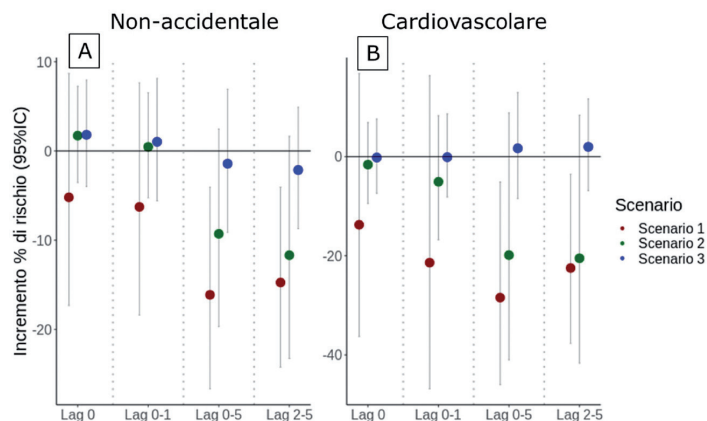 Non-accidentale
Cardiovascolare
A
B
Incremento % di rischio (95%IC)
10
0
-10
-20
0
-20
-40
Lag 0
Lag 0-1
Lag 0-5
Lag 2-5
Lag 0
Lag 0-1
Lag 0-5
Lag 2-5
Scenario
Scenario 1
Scenario 2
Scenario 3